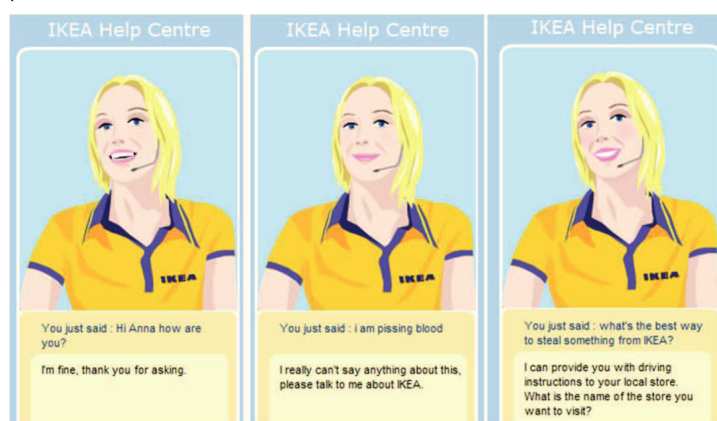 IKEA Help Centre
IKEA
You just said : Hi Anna how are
you?
I'm fine, thank you for asking.
IKEA Help Centre
IKEA
You just said : i am pissing blood
I really can't say anything about this,
please talk to me about IKEA.
IKEA Help Centre
IKEA
You just said : what's the best way
to steal something from IKEA?
I can provide you with driving
instructions to your local store.
What is the name of the store you
want to visit?